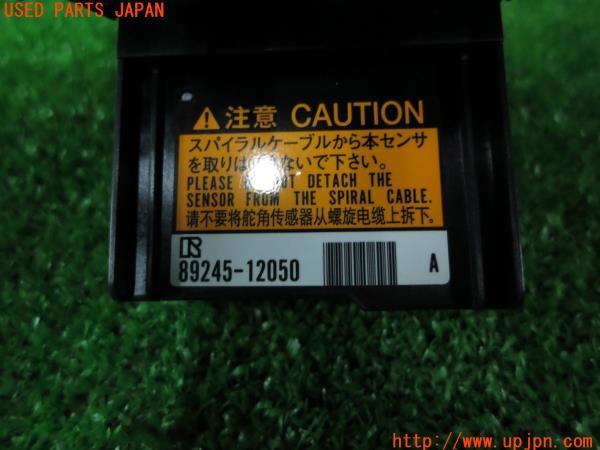 USED PARTS JAPAN
注意 CAUTION
スパイラルケーブルから本センサ
を取りは ないで下さい。
PLEASE NOT DETACH THE
SENSOR FROM THE SPIRAL CABLE.
请不要将舵角传感器从螺旋电缆上拆下。
89245-12050
A
http://www.upjpn.com/